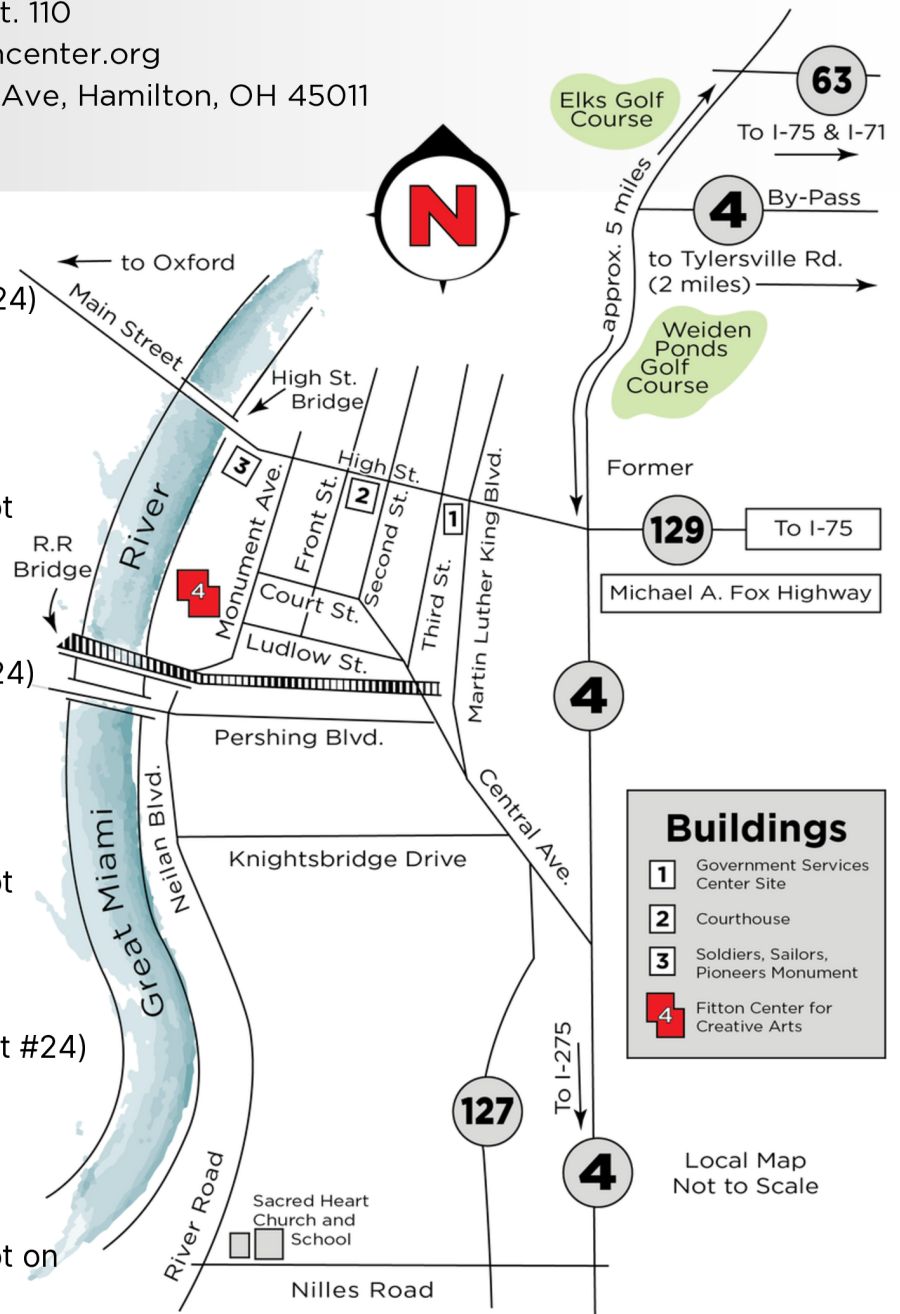 t. 110
ncenter.org
Ave, Hamilton, OH 45011
Elks Golf
Course
63
To I-75 & I-71
4
By-Pass
approx. 5 miles
N
to Oxford
24)
Main Street
to Tylersville Rd.
(2 miles)
Weiden
Ponds
Golf
Course
High St.
Bridge
3
High St.
2
1
Former
129
To I-75
Michael A. Fox Highway
River
Monument Ave.
Front St.
Second St.
Third St.
Martin Luther King Blvd.
ot
R.R
Bridge
4
Court St.
Ludlow St.
24)
4
Pershing Blvd.
Great Miami
Neilan Blvd.
Central Ave.
Knightsbridge Drive
ot
Buildings
1
Government Services
Center Site
2
Courthouse
3
Soldiers, Sailors,
Pioneers Monument
4
Fitton Center for
Creative Arts
t #24)
To I-275
127
4
Local Map
Not to Scale
River Road
Sacred Heart
Church and
School
ot on
Nilles Road